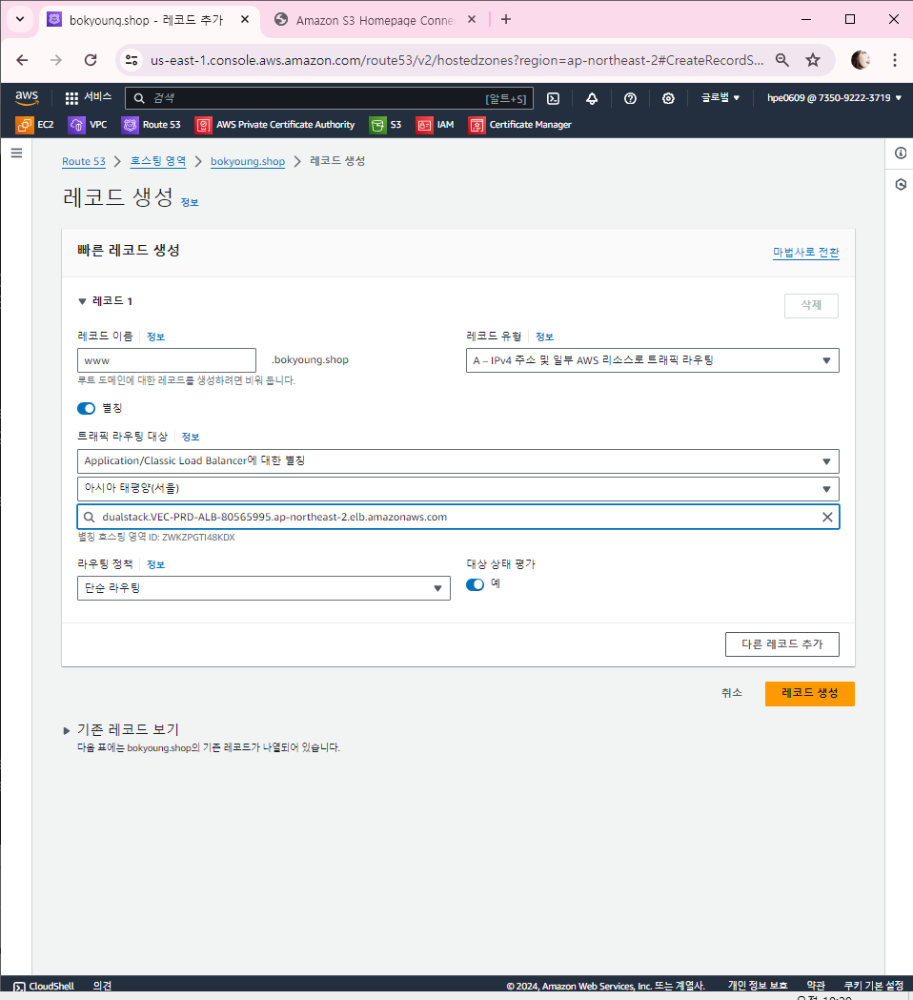 bokyoung.shop - 레코드 추가
Amazon S3 Homepage Conne
us-east-1.console.aws.amazon.com/route53/v2/hostedzones?region=ap-northeast-2#CreateRecordS...
aws
서비스
검색
[알트+S]
글로벌
hpe0609 @ 7350-9222-3719
EC2
VPC
Route 53
AWS Private Certificate Authority
S3
IAM
Certificate Manager
Route 53
호스팅 영역
bokyoung.shop
레코드 생성
레코드 생성 정보
빠른 레코드 생성
마법사로 전환
레코드 1
삭제
레코드 이름 정보
www
.bokyoung.shop
루트 도메인에 대한 레코드를 생성하려면 비워 둡니다.
레코드 유형 정보
A – IPv4 주소 및 일부 AWS 리소스로 트래픽 라우팅
별칭
트래픽 라우팅 대상 정보
Application/Classic Load Balancer에 대한 별칭
아시아 태평양(서울)
dualstack.VEC-PRD-ALB-80565995.ap-northeast-2.elb.amazonaws.com
별칭 호스팅 영역 ID: ZWKZPGTI48KDX
라우팅 정책 정보
단순 라우팅
대상 상태 평가
예
다른 레코드 추가
취소
레코드 생성
기존 레코드 보기
다음 표에는 bokyoung.shop의 기존 레코드가 나열되어 있습니다.
CloudShell
의견
© 2024, Amazon Web Services, Inc. 또는 계열사.
개인 정보 보호
약관
쿠키 기본 설정